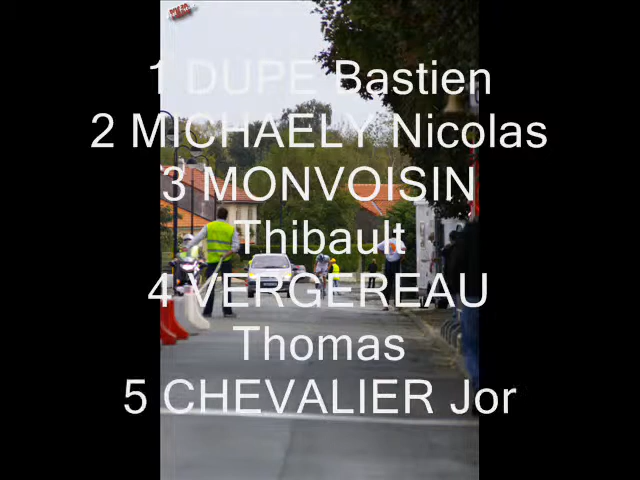 1 DUPE Bastien
2 MICHAELY Nicolas
3 MONVOISIN
Thibault
4 VERGEREAU
Thomas
5 CHEVALIER Jor